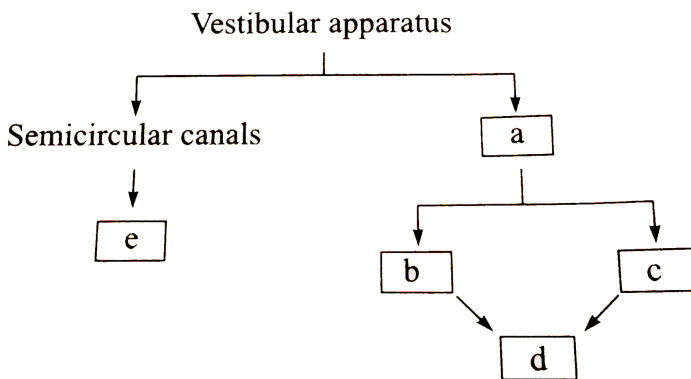 Vestibular apparatus
Semicircular canals
a
e
b
c
d